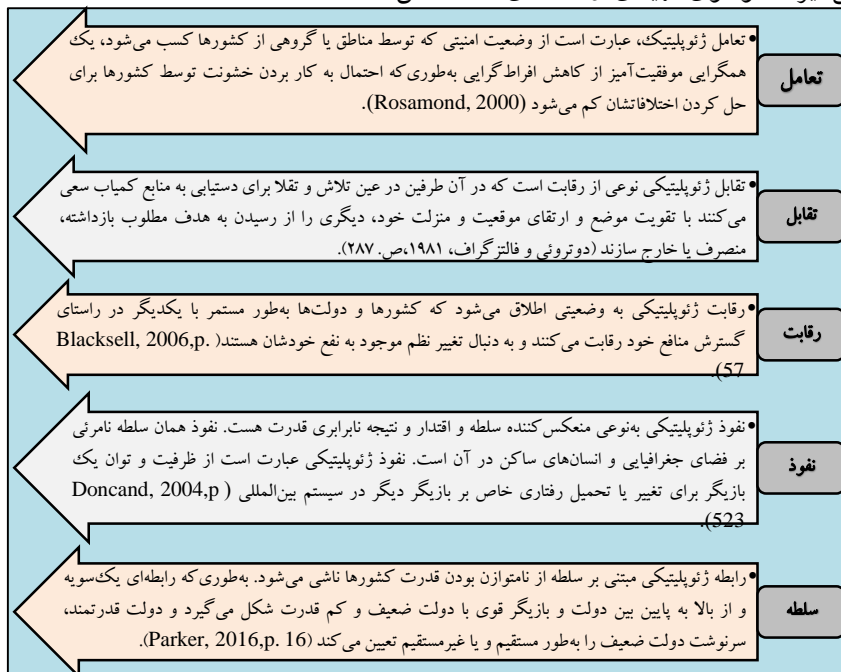 تعامل
•تعامل ژئوپلیتیک، عبارت است از وضعیت امنیتی که توسط مناطق یا گروهی از کشورها کسب می‌شود، یک
همگرایی موفقیت‌آمیز از کاهش افراط‌گرایی به‌طوری‌که احتمال به کار بردن خشونت توسط کشورها برای
حل کردن اختلافاتشان کم می‌شود (Rosamond, 2000).
تقابل
•تقابل ژئوپلیتیکی نوعی از رقابت است که در آن طرفین در عین تلاش و تقلا برای دستیابی به منابع کمیاب سعی
می‌کنند با تقویت موضع و ارتقای موقعیت و منزلت خود، دیگری را از رسیدن به هدف مطلوب بازداشته،
منصرف یا خارج سازند (دوتروئی و فالتزگراف، ۱۹۸۱،ص. ۲۸۷).
رقابت
•رقابت ژئوپلیتیکی به وضعیتی اطلاق می‌شود که کشورها و دولت‌ها به‌طور مستمر با یکدیگر در راستای
گسترش منافع خود رقابت می‌کنند و به دنبال تغییر نظم موجود به نفع خودشان هستند( Blacksell, 2006,p.
57).
نفوذ
•نفوذ ژئوپلیتیکی به‌نوعی منعکس‌کننده سلطه و اقتدار و نتیجه نابرابری قدرت هست. نفوذ همان سلطه نامرئی
بر فضای جغرافیایی و انسان‌های ساکن در آن است. نفوذ ژئوپلیتیکی عبارت است از ظرفیت و توان یک
بازیگر برای تغییر یا تحمیل رفتاری خاص بر بازیگر دیگر در سیستم بین‌المللی ( Doncand, 2004,p
523).
سلطه
•رابطه ژئوپلیتیکی مبتنی بر سلطه از نامتوازن بودن قدرت کشورها ناشی می‌شود. به‌طوری‌که رابطه‌ای یک‌سویه
و از بالا به پایین بین دولت و بازیگر قوی با دولت ضعیف و کم قدرت شکل می‌گیرد و دولت قدرتمند،
سرنوشت دولت ضعیف را به‌طور مستقیم و یا غیرمستقیم تعیین می‌کند (Parker, 2016,p. 16).